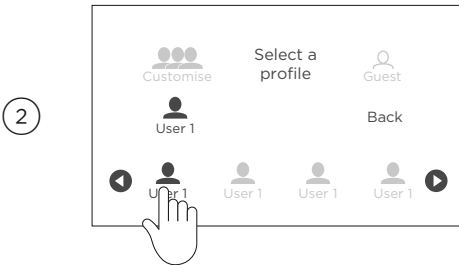 2
Select a
profile
Customise
Guest
User 1
Back
User 1
User 1
User 1
User 1